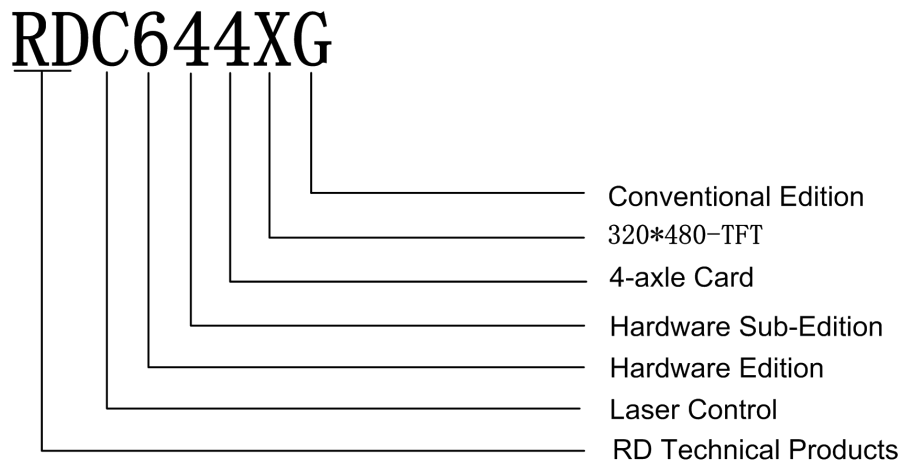 RDC644XG
Conventional Edition
320*480-TFT
4-axle Card
Hardware Sub-Edition
Hardware Edition
Laser Control
RD Technical Products